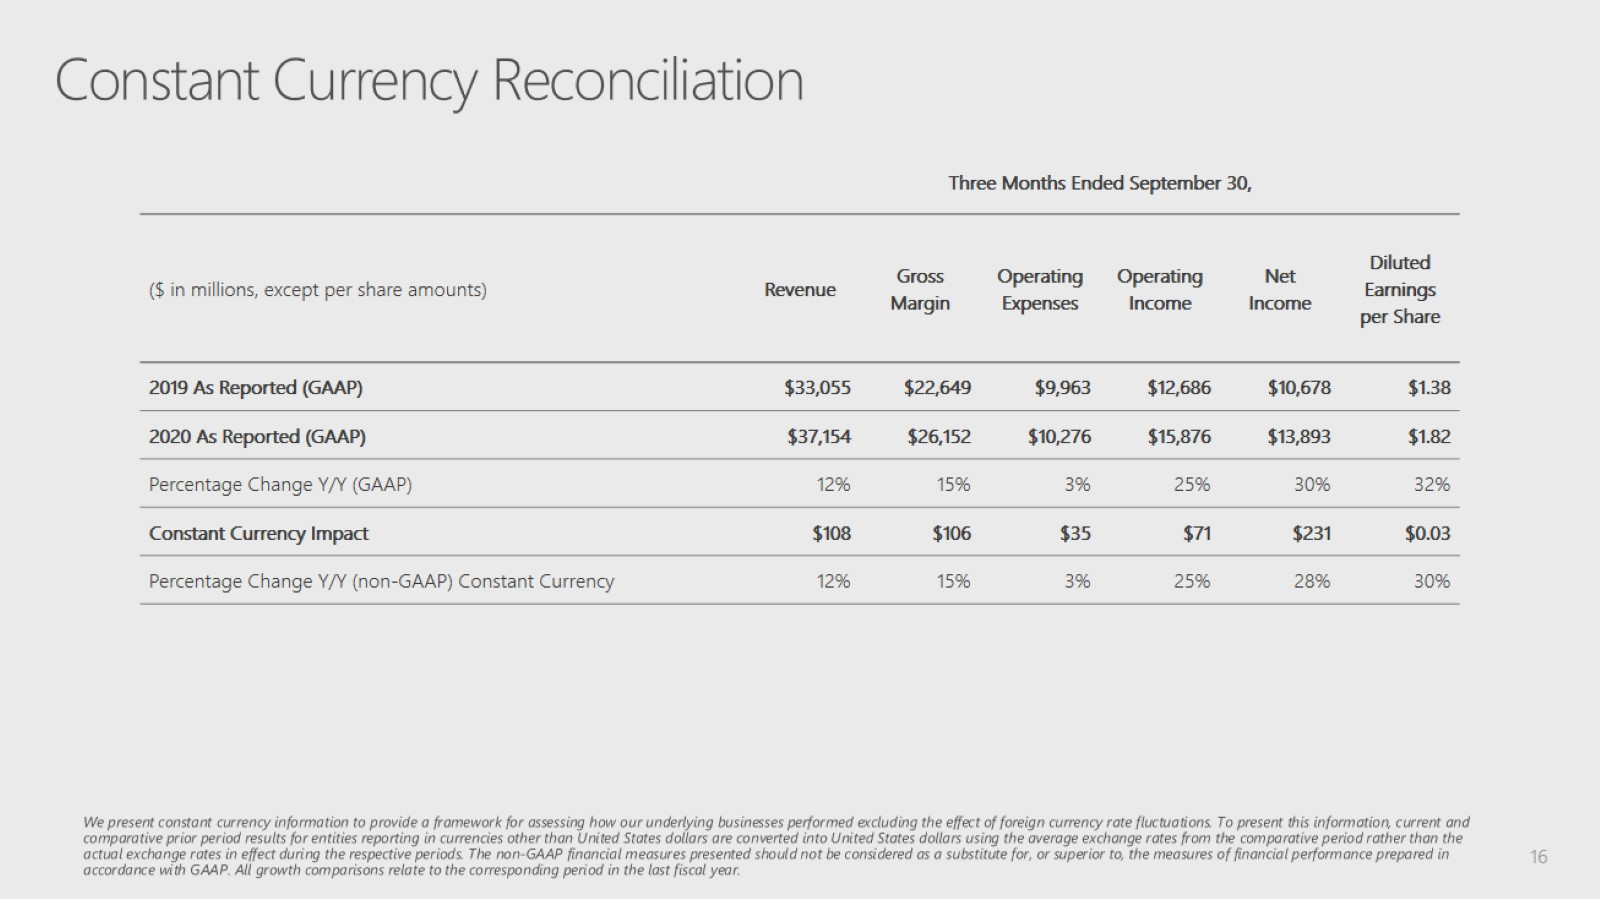 Constant Currency Reconciliation
Three Months Ended September 30,
($ in millions, except per share amounts) Revenue Gross Margin Operating Expenses Operating Income Net Income Diluted Earnings per Share
2019 As Reported (GAAP) $33,055 $22,649 $9,963 $12,686 $10,678 $1.38
2020 As Reported (GAAP) $37,154 $26,152 $10,276 $15,876 $13,893 $1.82
Percentage Change Y/Y (GAAP) 12% 15% 3% 25% 30% 32%
Constant Currency Impact $108 $106 $35 $71 $231 $0.03
Percentage Change Y/Y (non-GAAP) Constant Currency 12% 15% 3% 25% 28% 30%
We present constant currency information to provide a framework for assessing how our underlying businesses performed excluding the effect of foreign currency rate fluctuations. To present this information, current and
comparative prior period results for entities reporting in currencies other than United States dollars are converted into United States dollars using the average exchange rates from the comparative period rather than the
actual exchange rates in effect during the respective periods. The non-GAAP financial measures presented should not be considered as a substitute for, or superior to, the measures of financial performance prepared in
accordance with GAAP. All growth comparisons relate to the corresponding period in the last fiscal year.
16